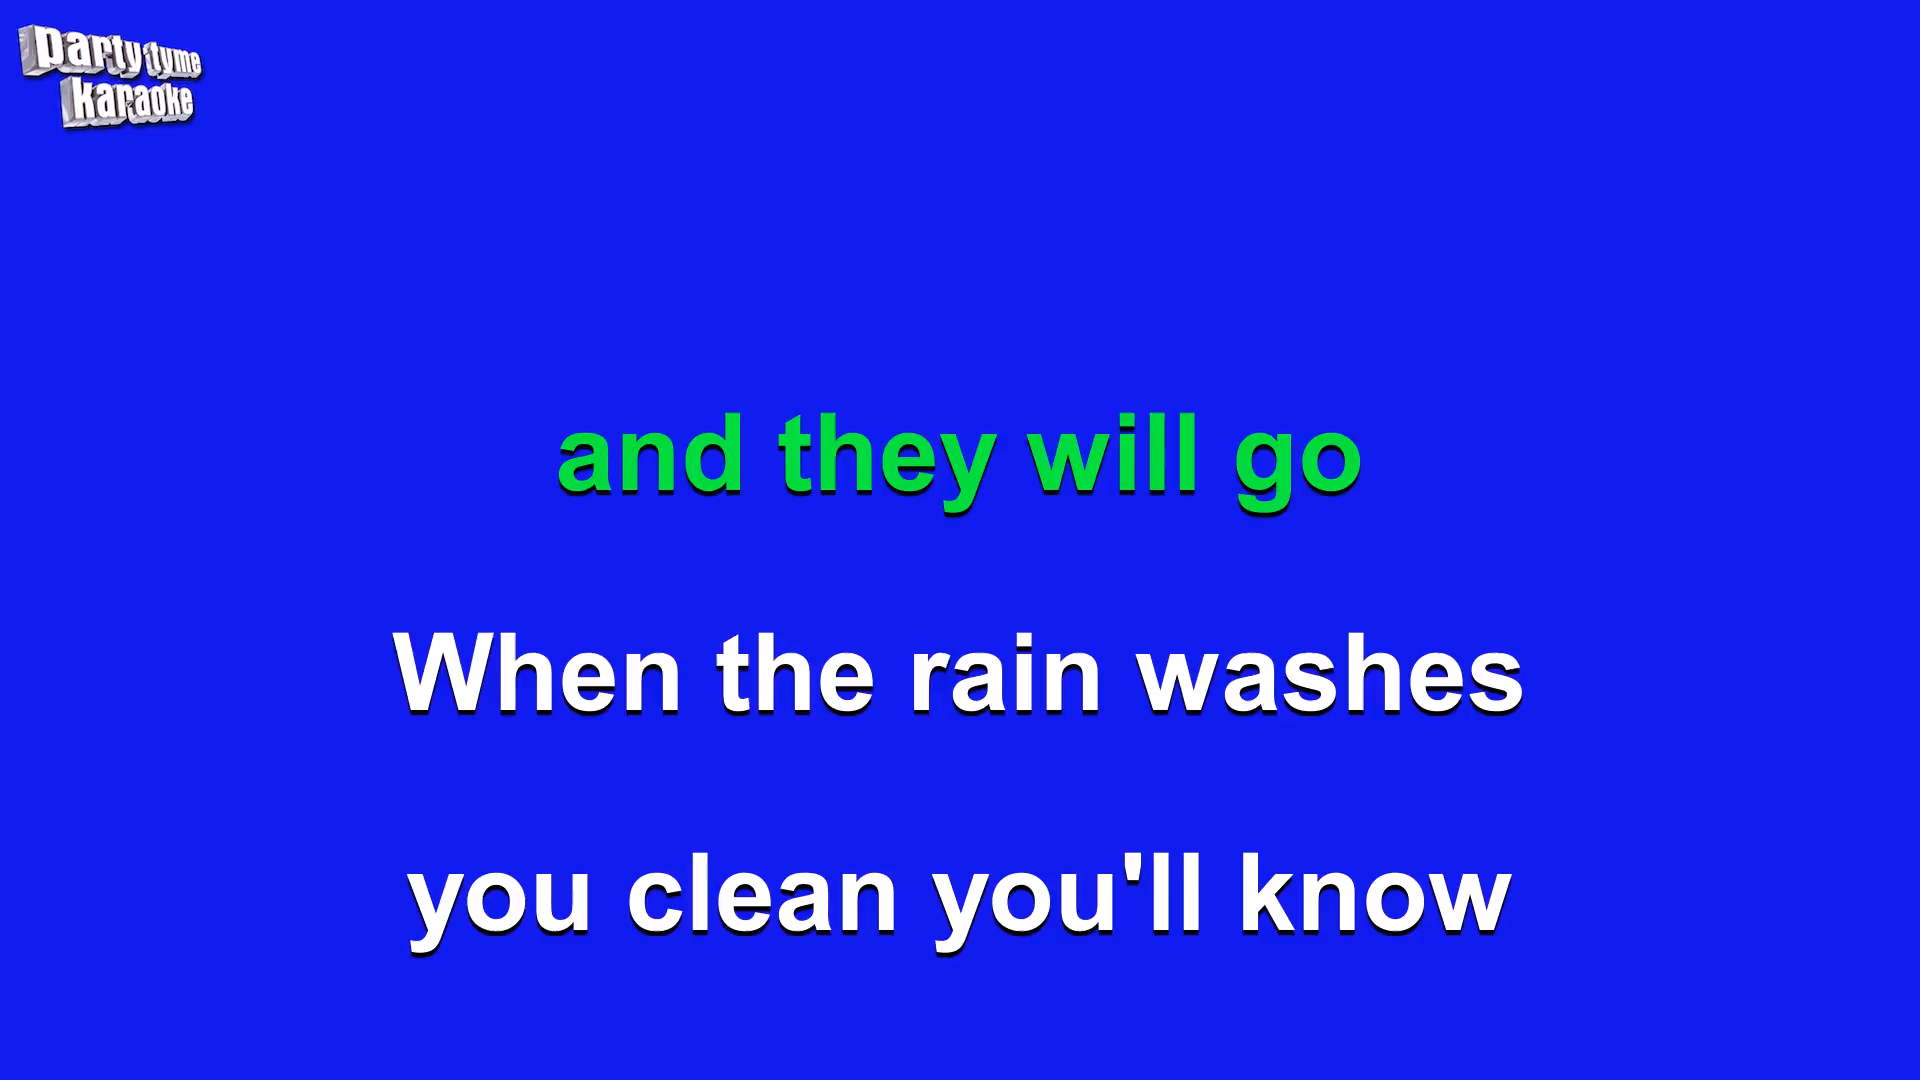 party tyme
karaoke
and they will go
When the rain washes
you clean you'll know